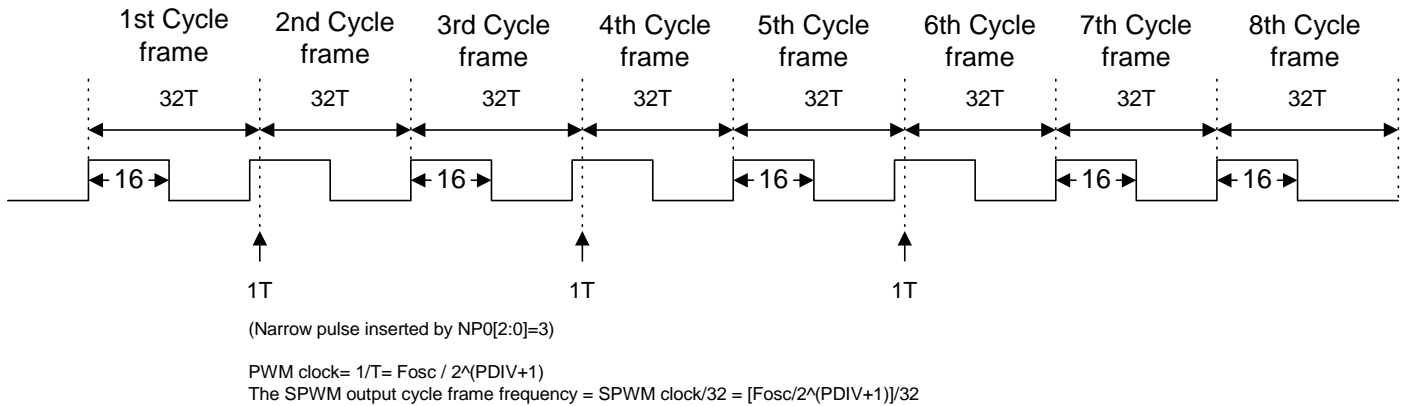 1st Cycle frame
2nd Cycle frame
3rd Cycle frame
4th Cycle frame
5th Cycle frame
6th Cycle frame
7th Cycle frame
8th Cycle frame
32T 32T 32T 32T 32T 32T 32T 32T
16 16 16 16 16
1T 1T 1T
(Narrow pulse inserted by NP0[2:0]=3)
PWM clock= 1/T= Fosc / 2^(PDIV+1)
The SPWM output cycle frame frequency = SPWM clock/32 = [Fosc/2^(PDIV+1)]/32